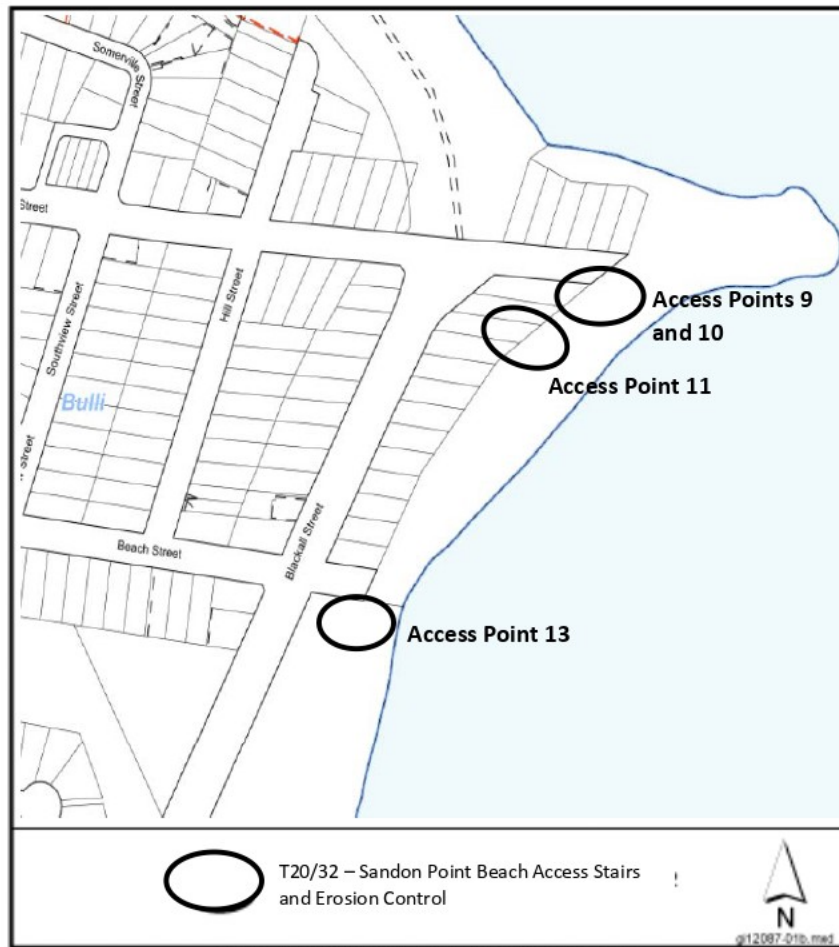 Somerville Street
Street
Southview Street
Hill Street
Bulli
Street
Beach Street
Blackall Street
Access Points 9
and 10
Access Point 11
Access Point 13
T20/32 – Sandon Point Beach Access Stairs
and Erosion Control
N
gi12087-01b.mxd